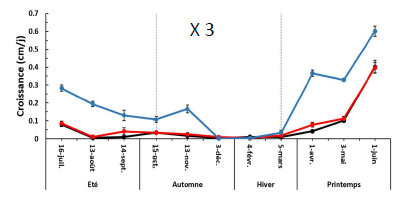 X 3
Croissance (cm/j)
0.7
0.6
0.5
0.4
0.3
0.2
0.1
0
16-juil.
13-août
14-sept.
15-oct.
13-nov.
3-déc.
4-févr.
5-mars
1-avr.
3-mai
1-juin
Eté
Automne
Hiver
Printemps